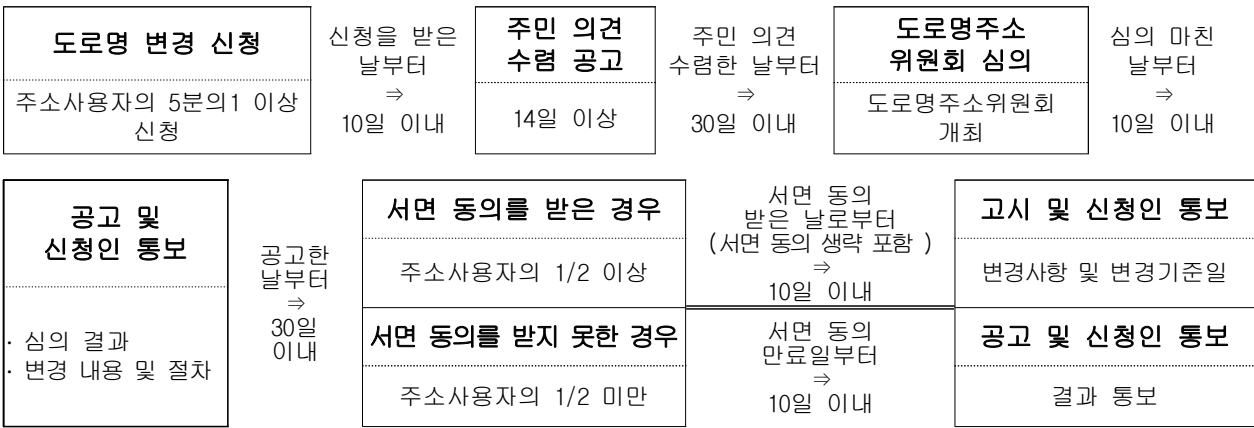 도로명 변경 신청
주소사용자의 5분의1 이상
신청
신청을 받은
날부터
⇒
10일 이내
주민 의견
수렴 공고
14일 이상
주민 의견
수렴한 날부터
⇒
30일 이내
도로명주소
위원회 심의
도로명주소위원회
개최
심의 마친
날부터
⇒
10일 이내
공고 및
신청인 통보
· 심의 결과
· 변경 내용 및 절차
공고한
날부터
⇒
30일
이내
서면 동의를 받은 경우
주소사용자의 1/2 이상
서면 동의
받은 날로부터
(서면 동의 생략 포함 )
⇒
10일 이내
고시 및 신청인 통보
변경사항 및 변경기준일
서면 동의를 받지 못한 경우
주소사용자의 1/2 미만
서면 동의
만료일부터
⇒
10일 이내
공고 및 신청인 통보
결과 통보